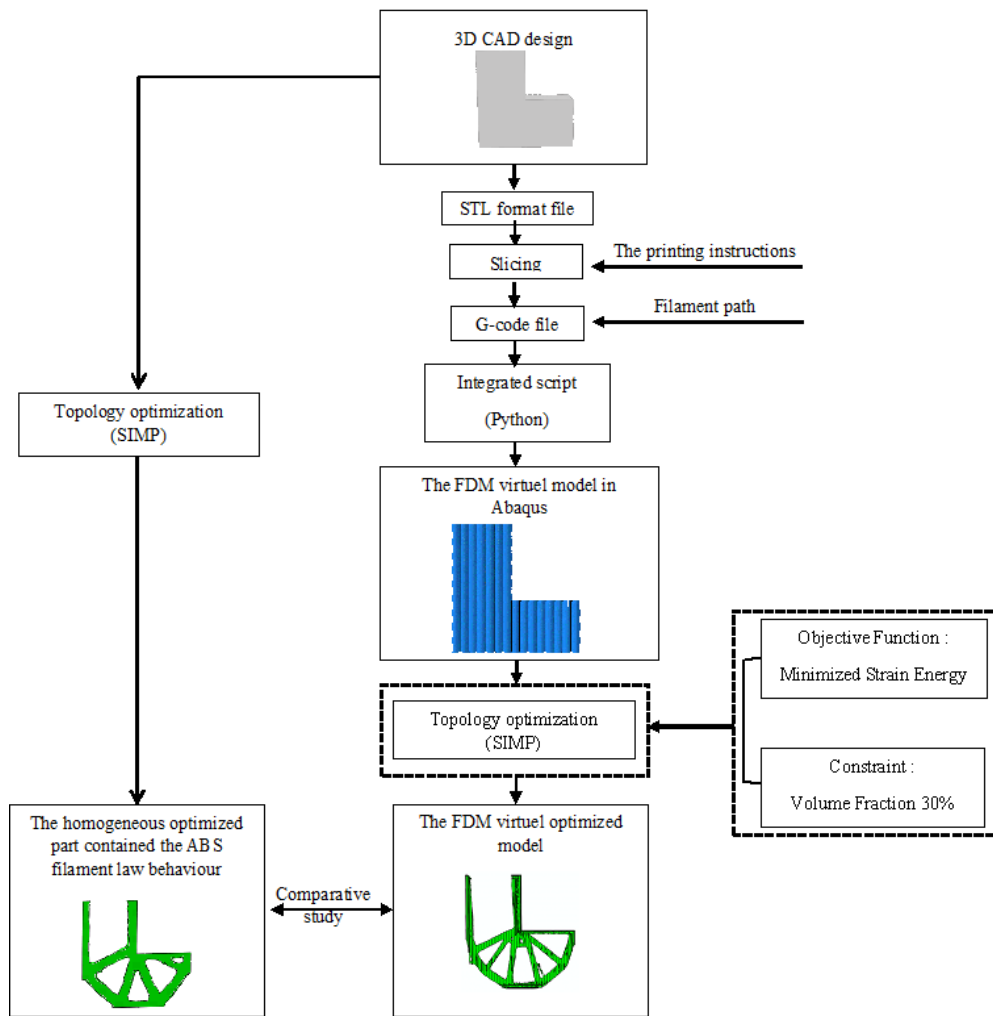 3D CAD design
STL format file
The printing instructions
Slicing
Filament path
G-code file
Integrated script
(Python)
Topology optimization
(SIMP)
The FDM virtuel model in
Abaqus
Objective Function :
Minimized Strain Energy
Topology optimization
(SIMP)
Constraint :
Volume Fraction 30%
The homogeneous optimized
part contained the ABS
filament law behaviour
The FDM virtuel optimized
model
Comparative
study